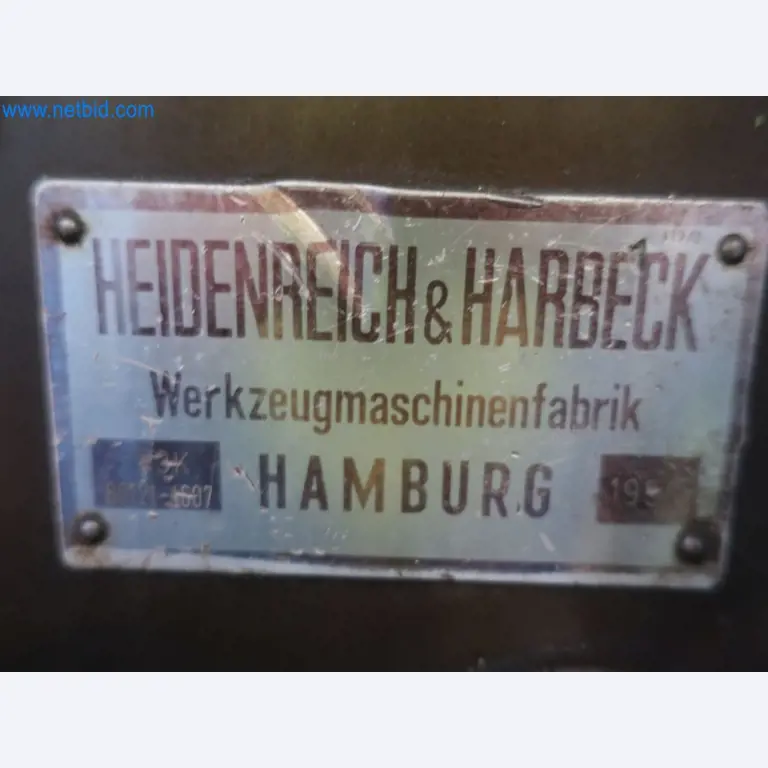 www.netbid.com
HEIDENREICH & HARBECK
Werkzeugmaschinenfabrik
HAMBURG